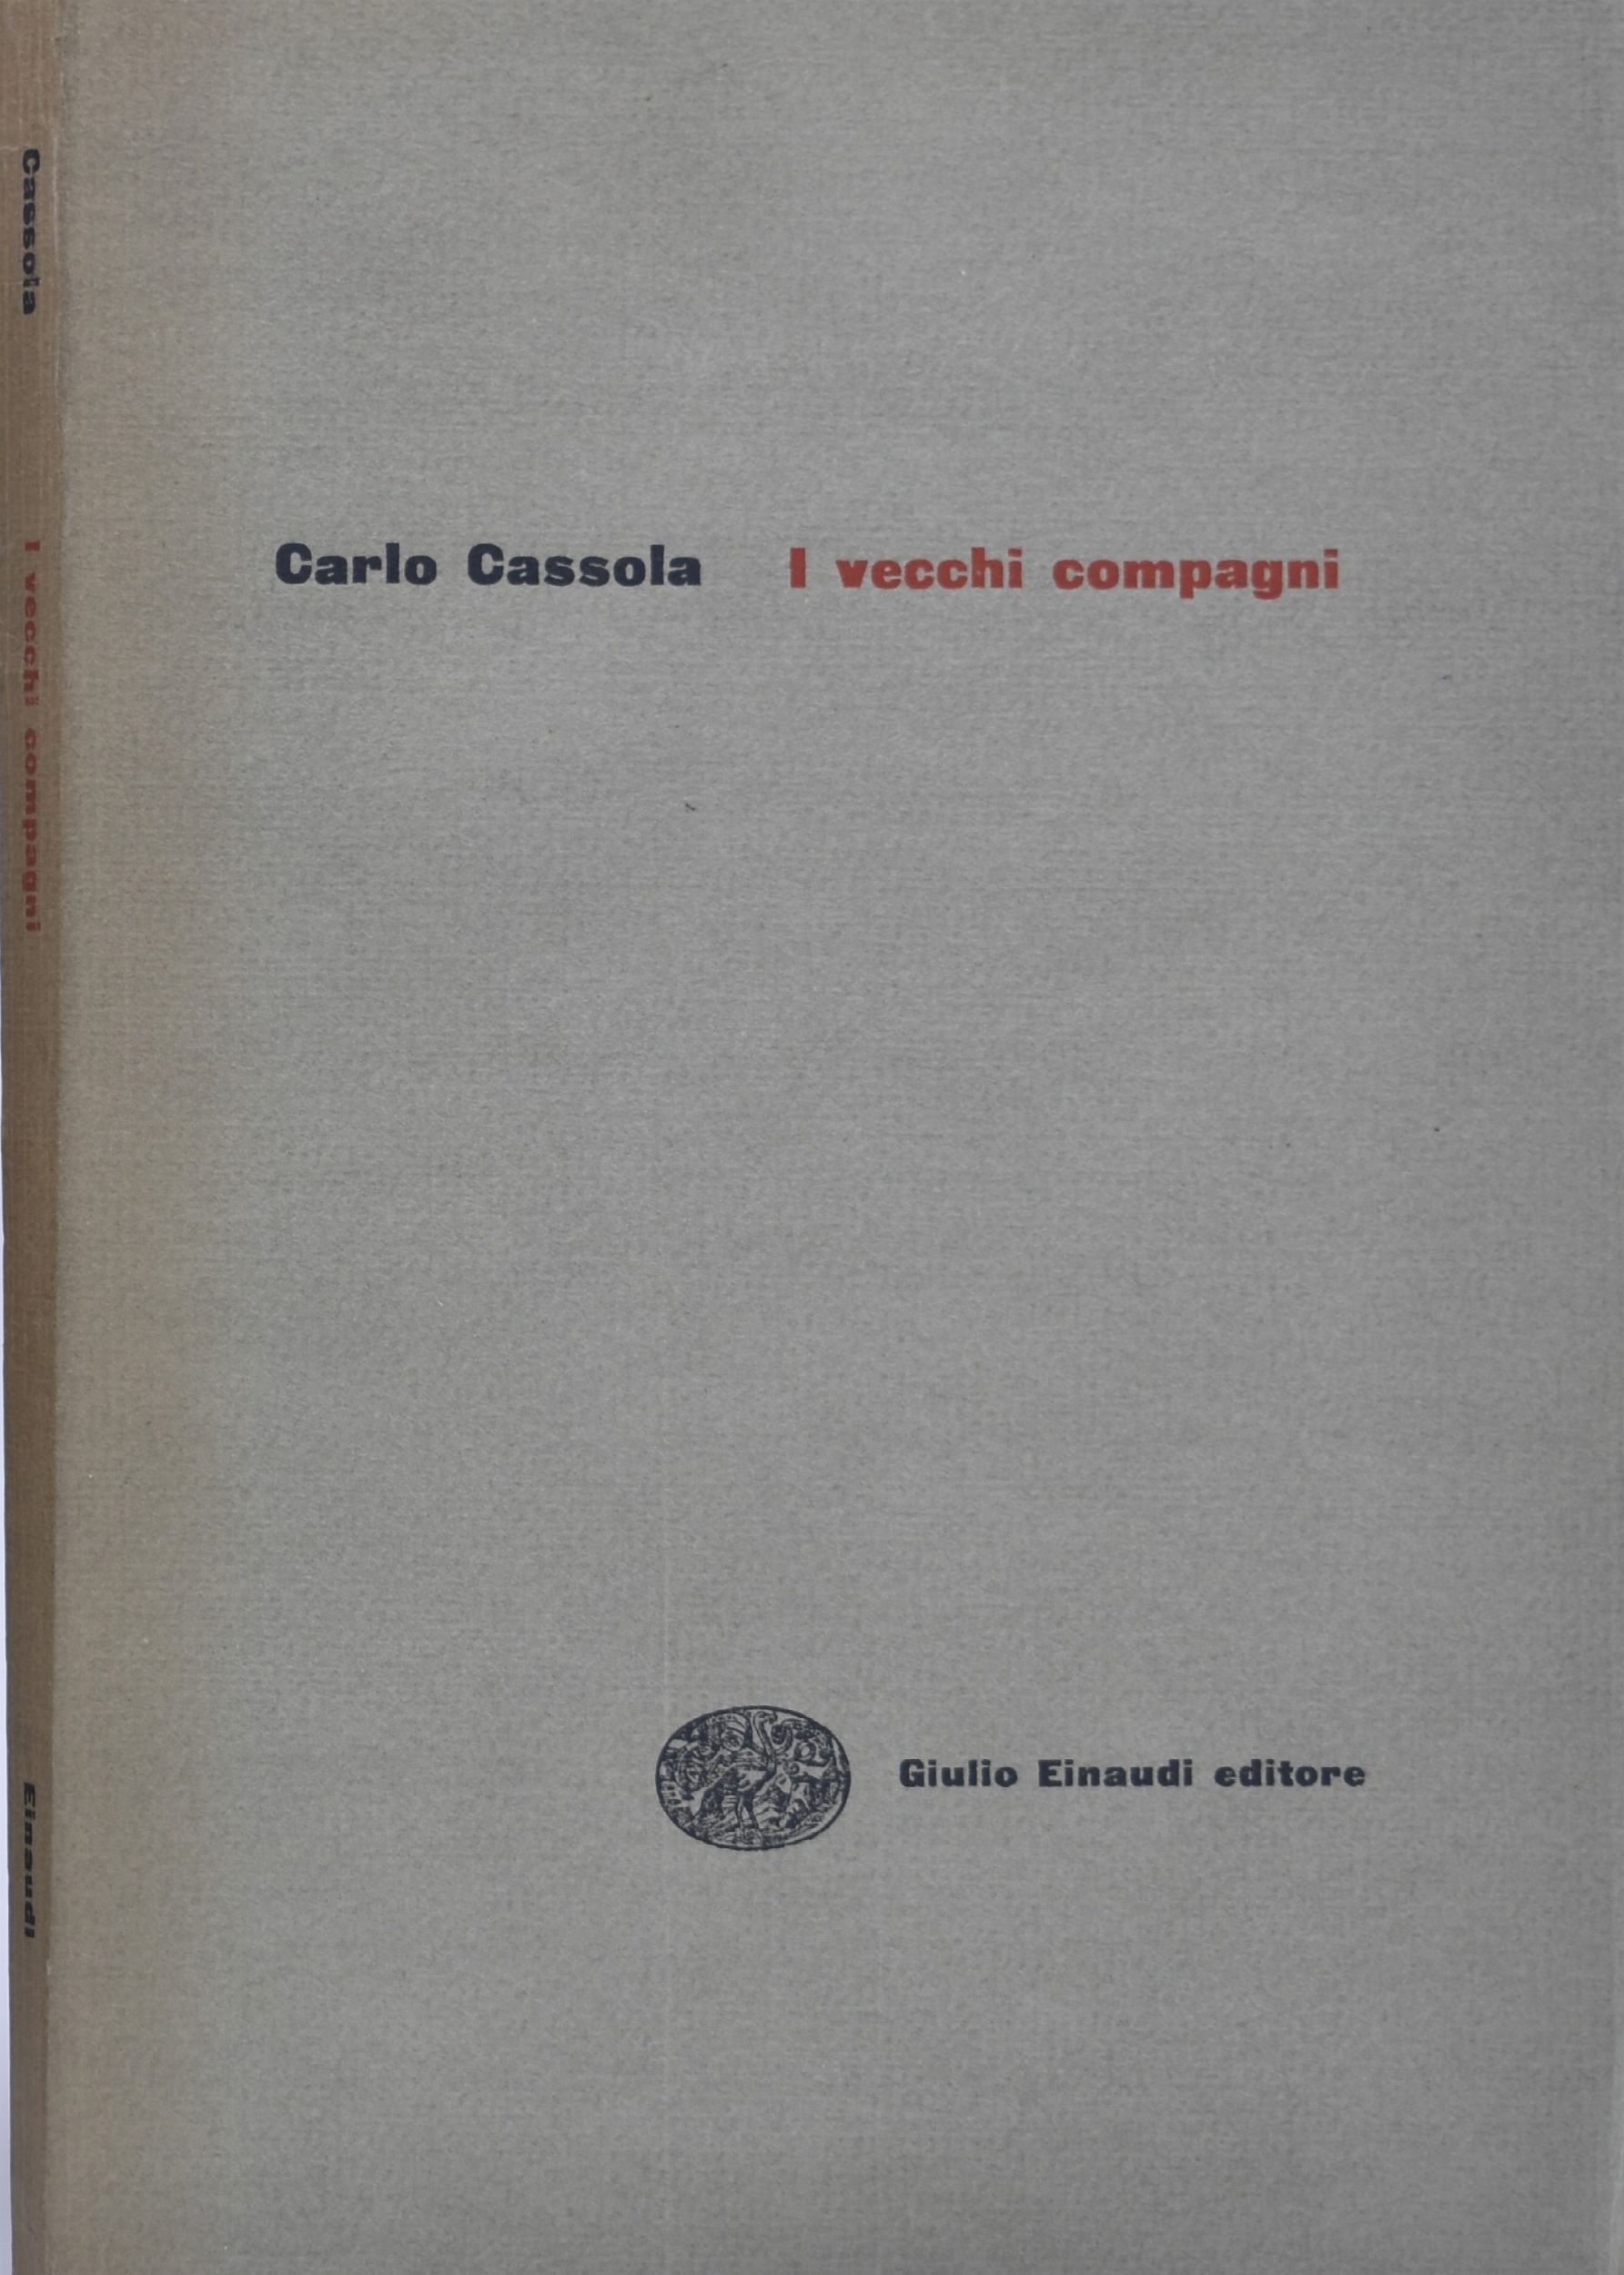 Cassola
I vecchi compagni
Einaudi
Carlo Cassola I vecchi compagni
Giulio Einaudi editore